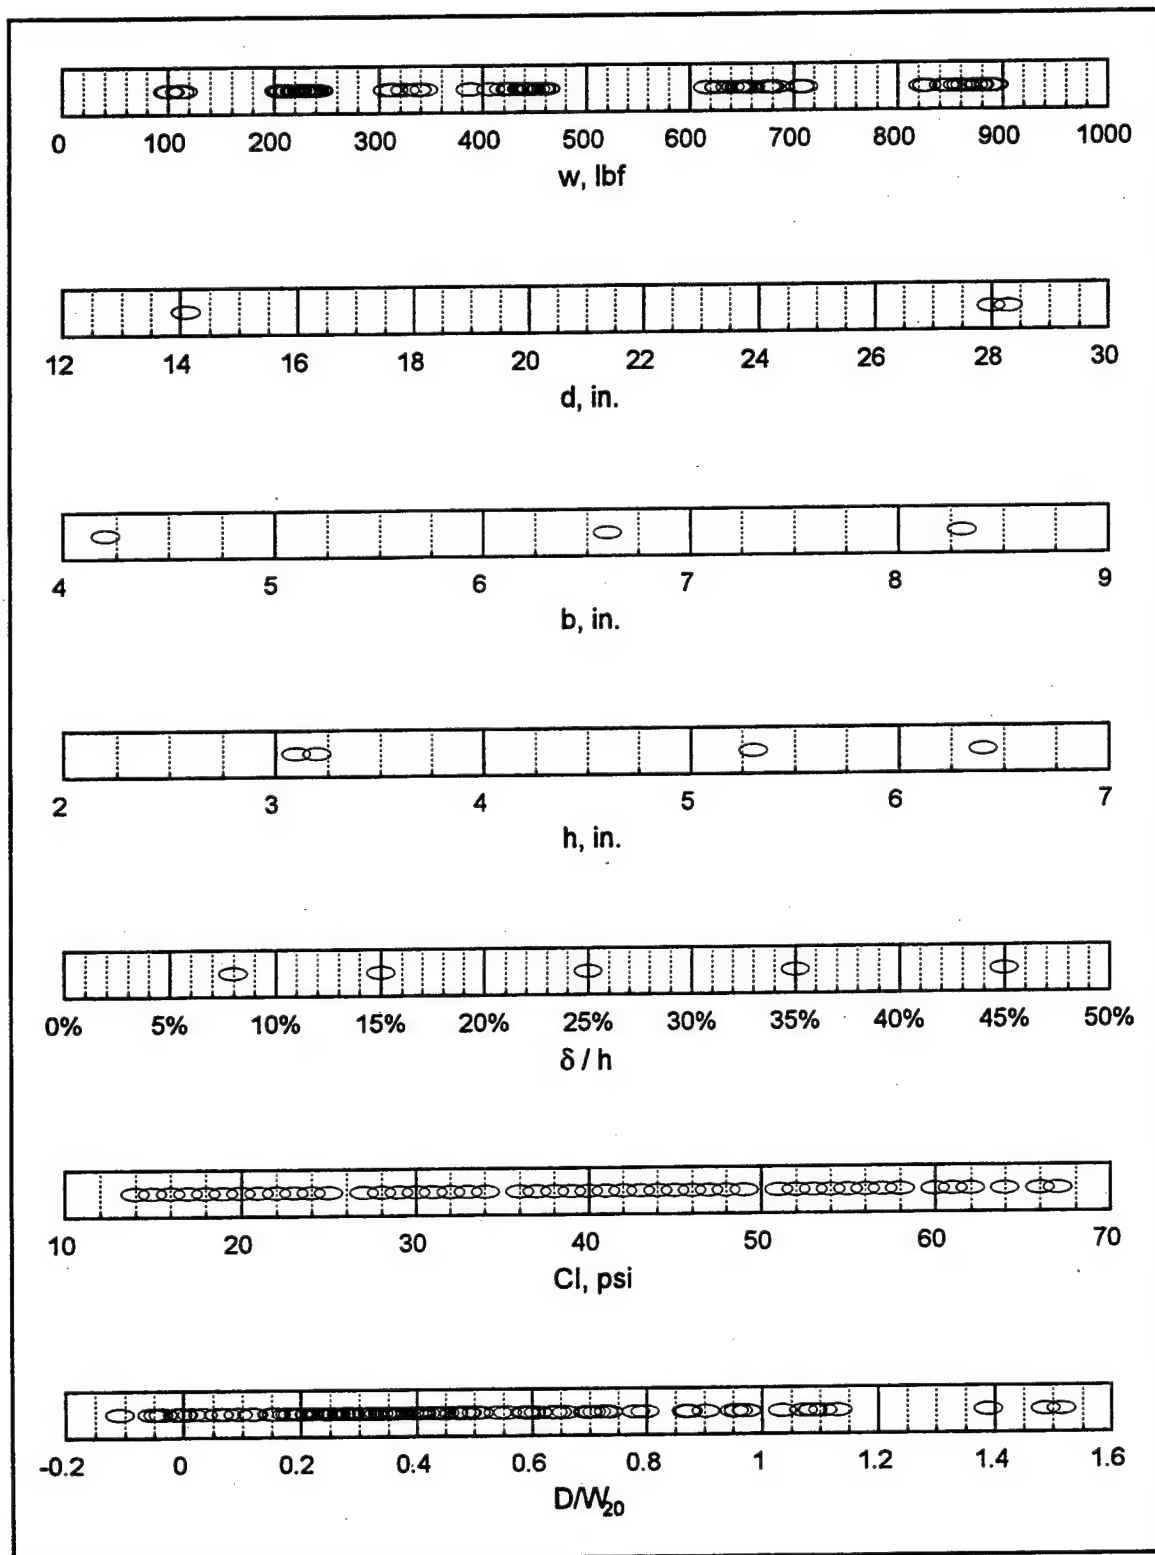 0 100 200 300 400 500 600 700 800 900 1000
w, lbf
12 14 16 18 20 22 24 26 28 30
d, in.
4 5 6 7 8 9
b, in.
2 3 4 5 6 7
h, in.
0% 5% 10% 15% 20% 25% 30% 35% 40% 45% 50%
δ / h
10 20 30 40 50 60 70
CI, psi
-0.2 0 0.2 0.4 0.6 0.8 1 1.2 1.4 1.6
D/W20